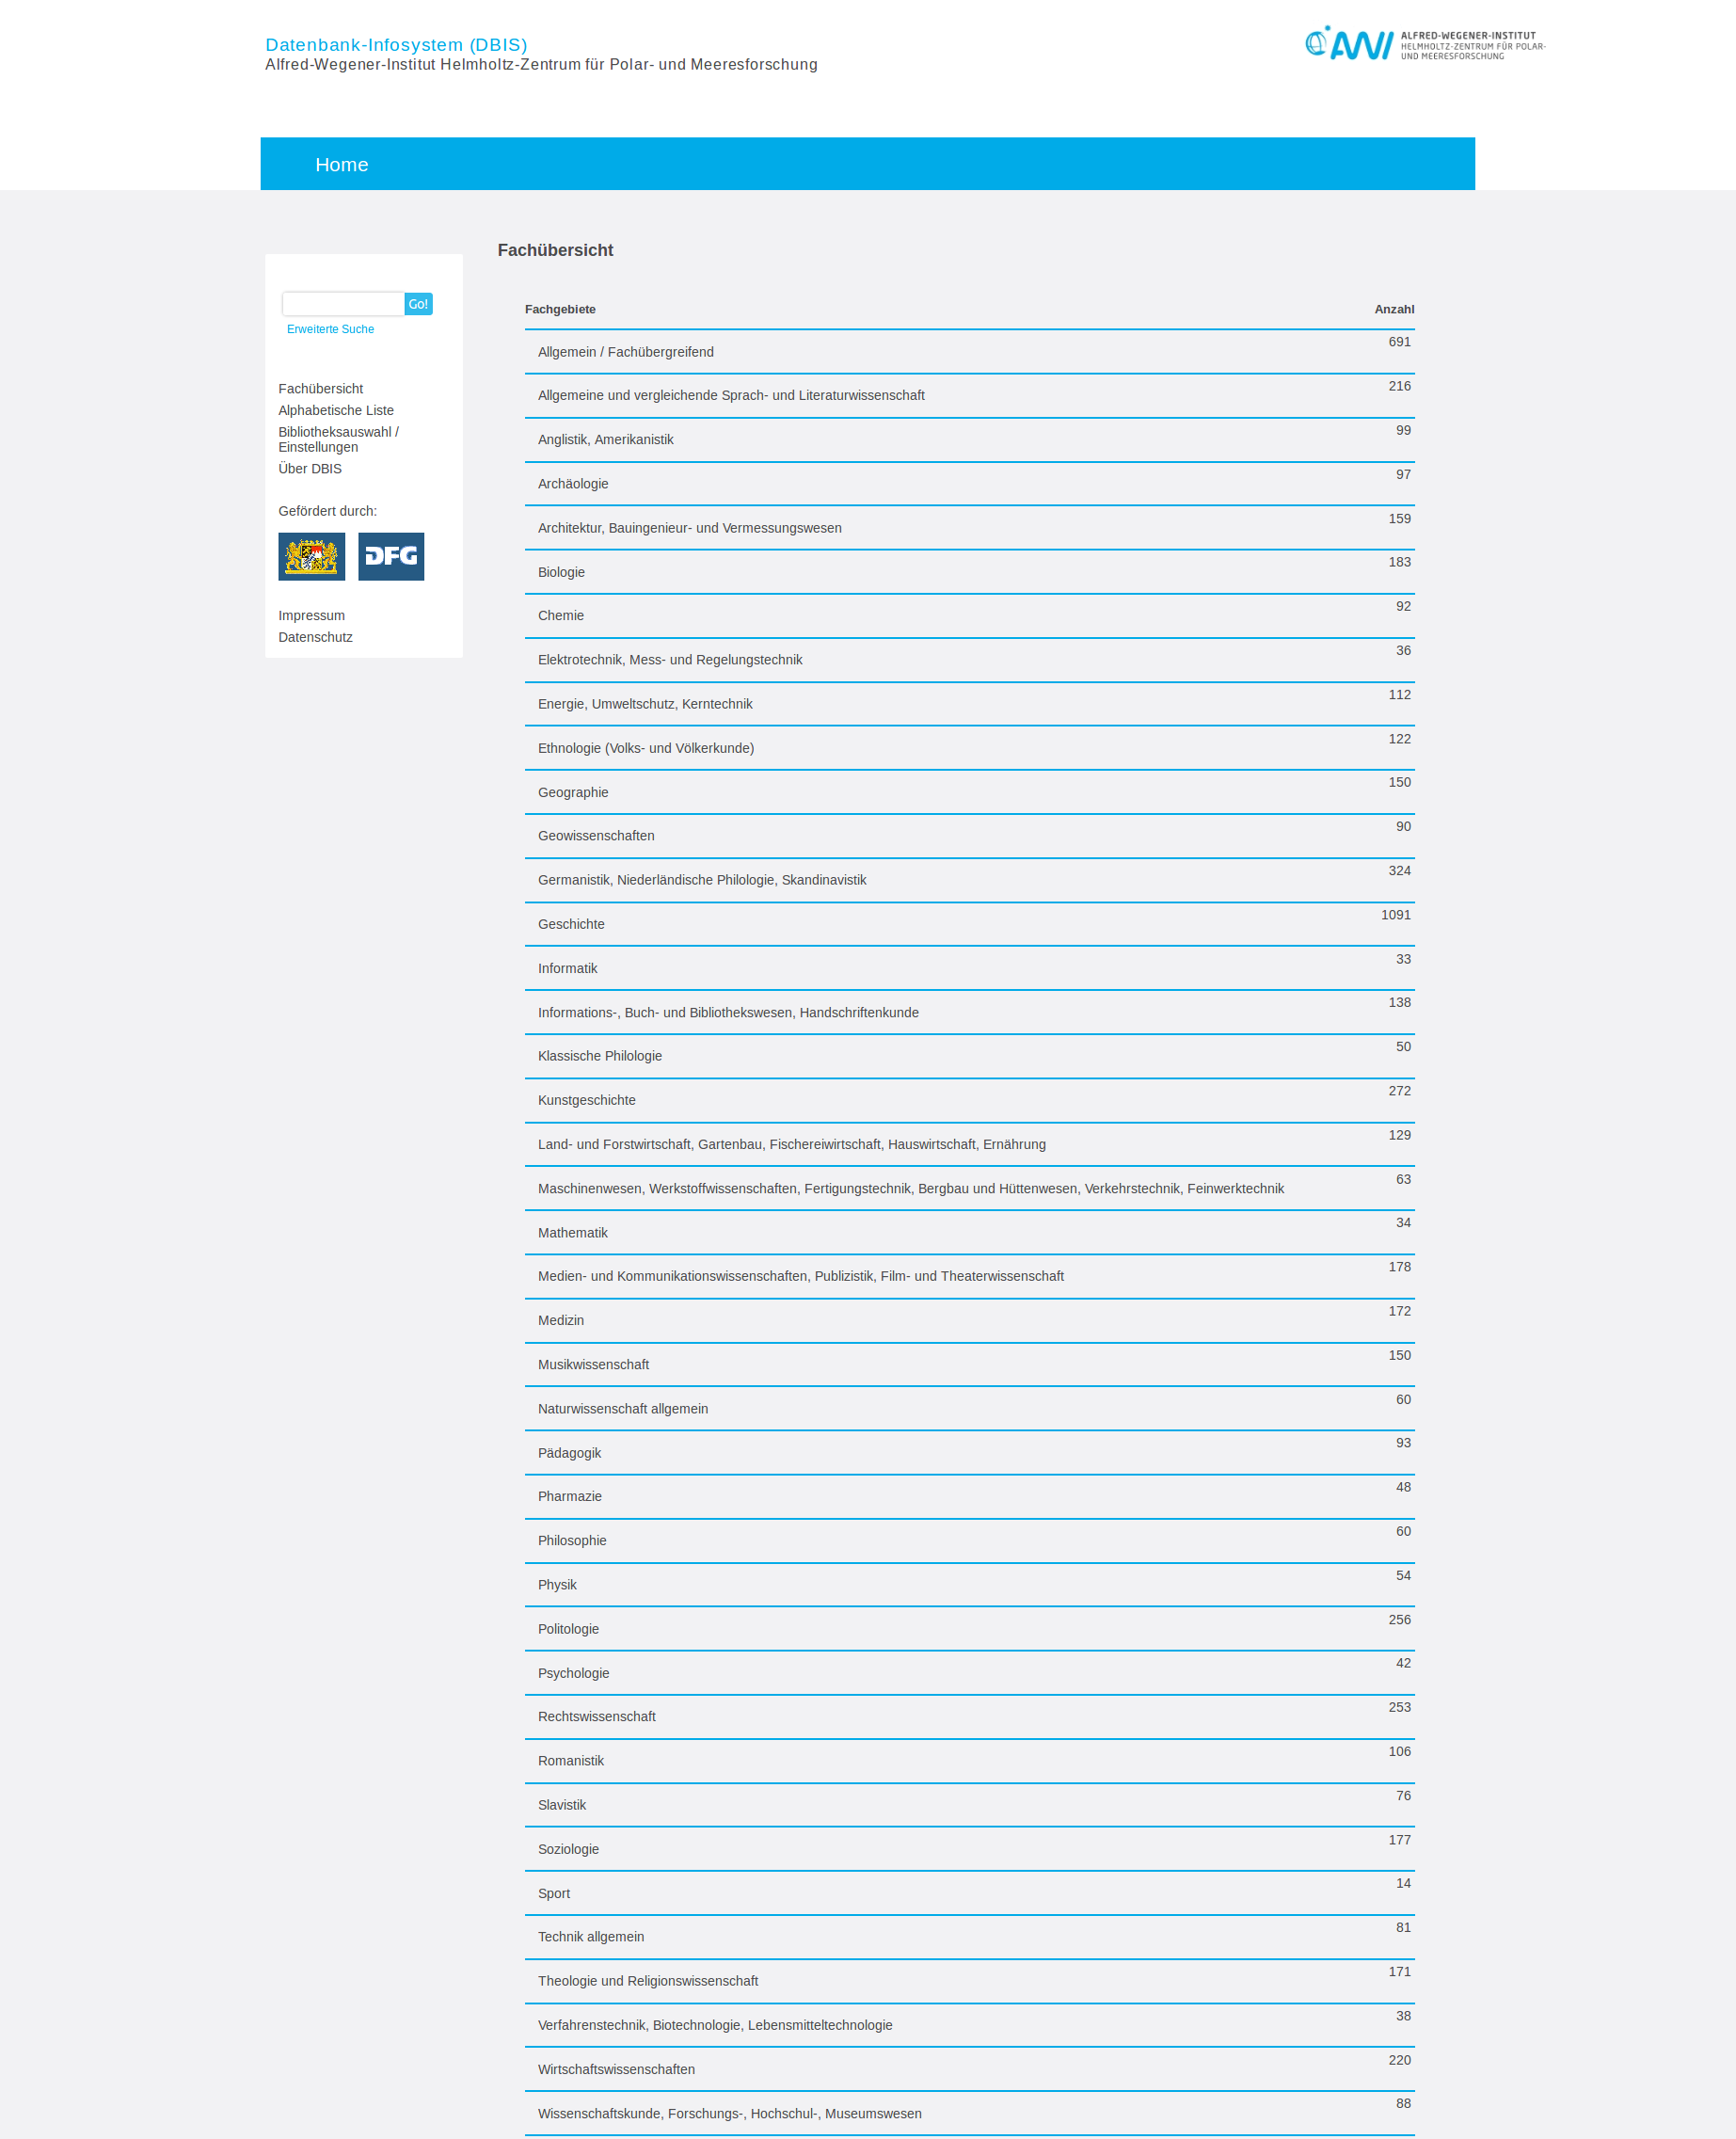 Datenbank-Infosystem (DBIS)
Alfred-Wegener-Institut Helmholtz-Zentrum für Polar- und Meeresforschung
AWI
ALFRED-WEGENER-INSTITUT
HELMHOLTZ-ZENTRUM FÜR POLAR-
UND MEERESFORSCHUNG
Home
Go!
Erweiterte Suche
Fachübersicht
Alphabetische Liste
Bibliotheksauswahl /
Einstellungen
Über DBIS
Gefördert durch:
DFG
Impressum
Datenschutz
Fachübersicht
Fachgebiete Anzahl
Allgemein / Fachübergreifend 691
Allgemeine und vergleichende Sprach- und Literaturwissenschaft 216
Anglistik, Amerikanistik 99
Archäologie 97
Architektur, Bauingenieur- und Vermessungswesen 159
Biologie 183
Chemie 92
Elektrotechnik, Mess- und Regelungstechnik 36
Energie, Umweltschutz, Kerntechnik 112
Ethnologie (Volks- und Völkerkunde) 122
Geographie 150
Geowissenschaften 90
Germanistik, Niederländische Philologie, Skandinavistik 324
Geschichte 1091
Informatik 33
Informations-, Buch- und Bibliothekswesen, Handschriftenkunde 138
Klassische Philologie 50
Kunstgeschichte 272
Land- und Forstwirtschaft, Gartenbau, Fischereiwirtschaft, Hauswirtschaft, Ernährung 129
Maschinenwesen, Werkstoffwissenschaften, Fertigungstechnik, Bergbau und Hüttenwesen, Verkehrstechnik, Feinwerktechnik 63
Mathematik 34
Medien- und Kommunikationswissenschaften, Publizistik, Film- und Theaterwissenschaft 178
Medizin 172
Musikwissenschaft 150
Naturwissenschaft allgemein 60
Pädagogik 93
Pharmazie 48
Philosophie 60
Physik 54
Politologie 256
Psychologie 42
Rechtswissenschaft 253
Romanistik 106
Slavistik 76
Soziologie 177
Sport 14
Technik allgemein 81
Theologie und Religionswissenschaft 171
Verfahrenstechnik, Biotechnologie, Lebensmitteltechnologie 38
Wirtschaftswissenschaften 220
Wissenschaftskunde, Forschungs-, Hochschul-, Museumswesen 88